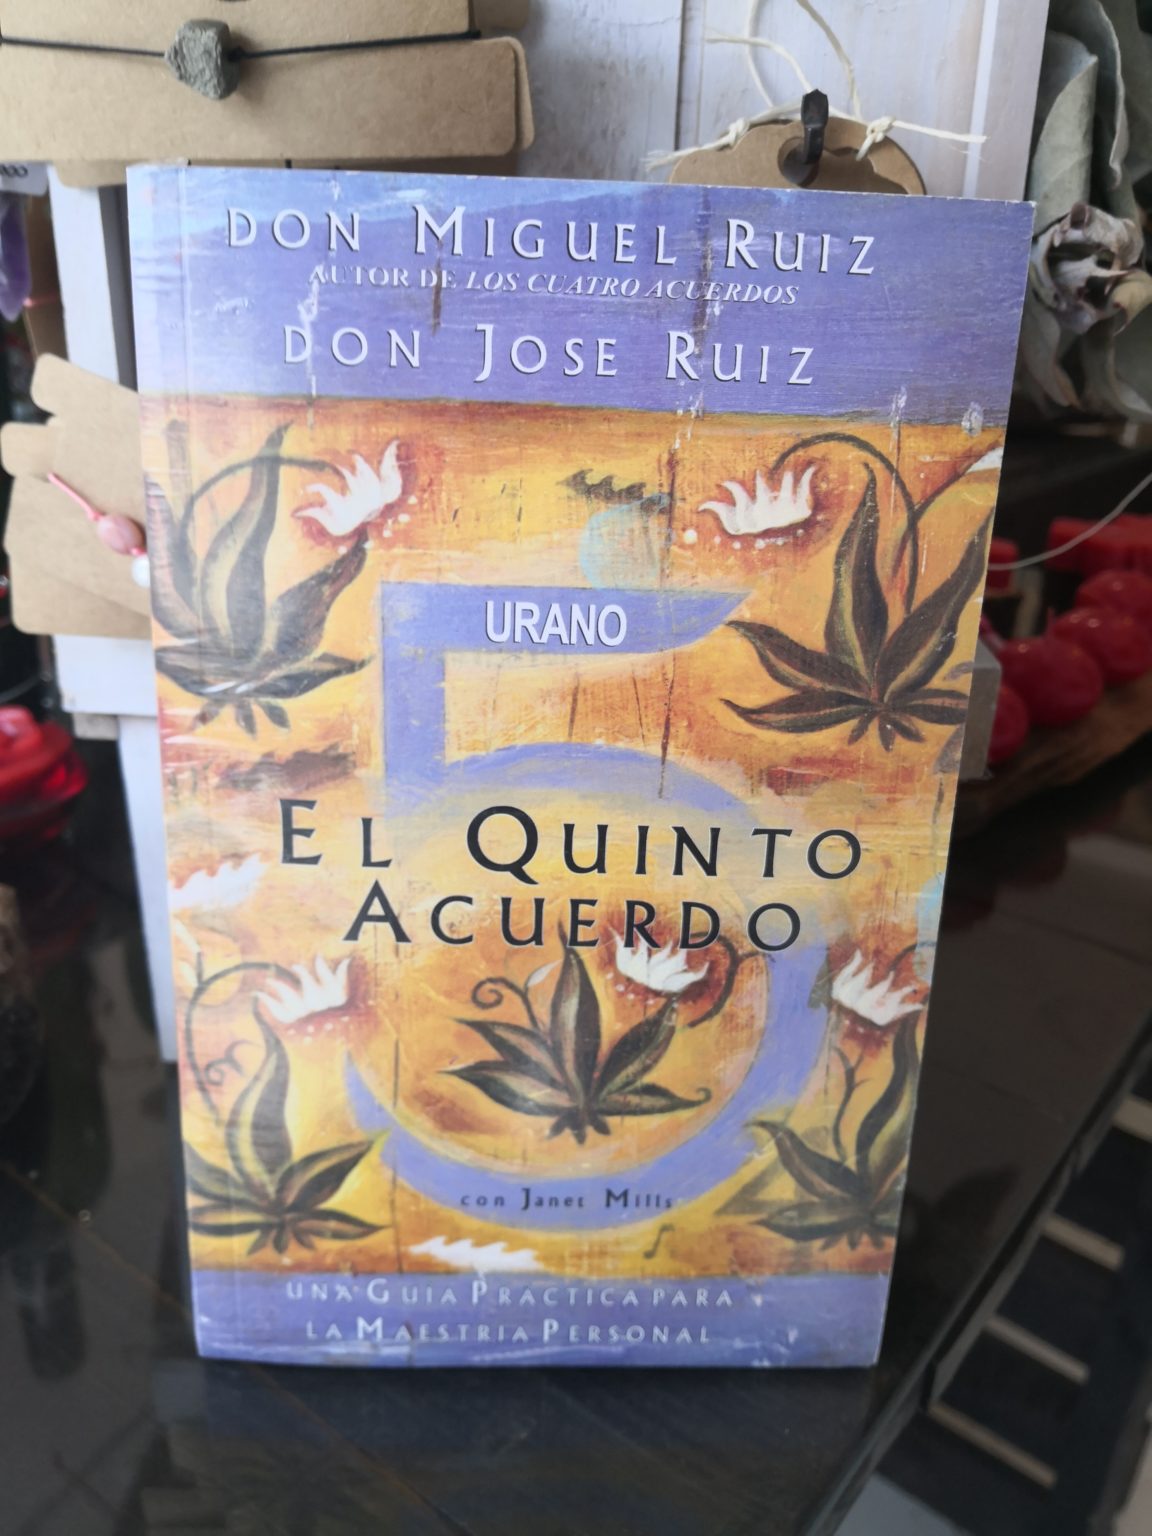 DON MIGUEL RUIZ
AUTOR DE LOS CUATRO ACUERDOS
DON JOSE RUIZ
URANO
EL QUINTO
ACUERDO
con Janet Mills
UNA GUIA PRACTICA PARA
LA MAESTRIA PERSONAL